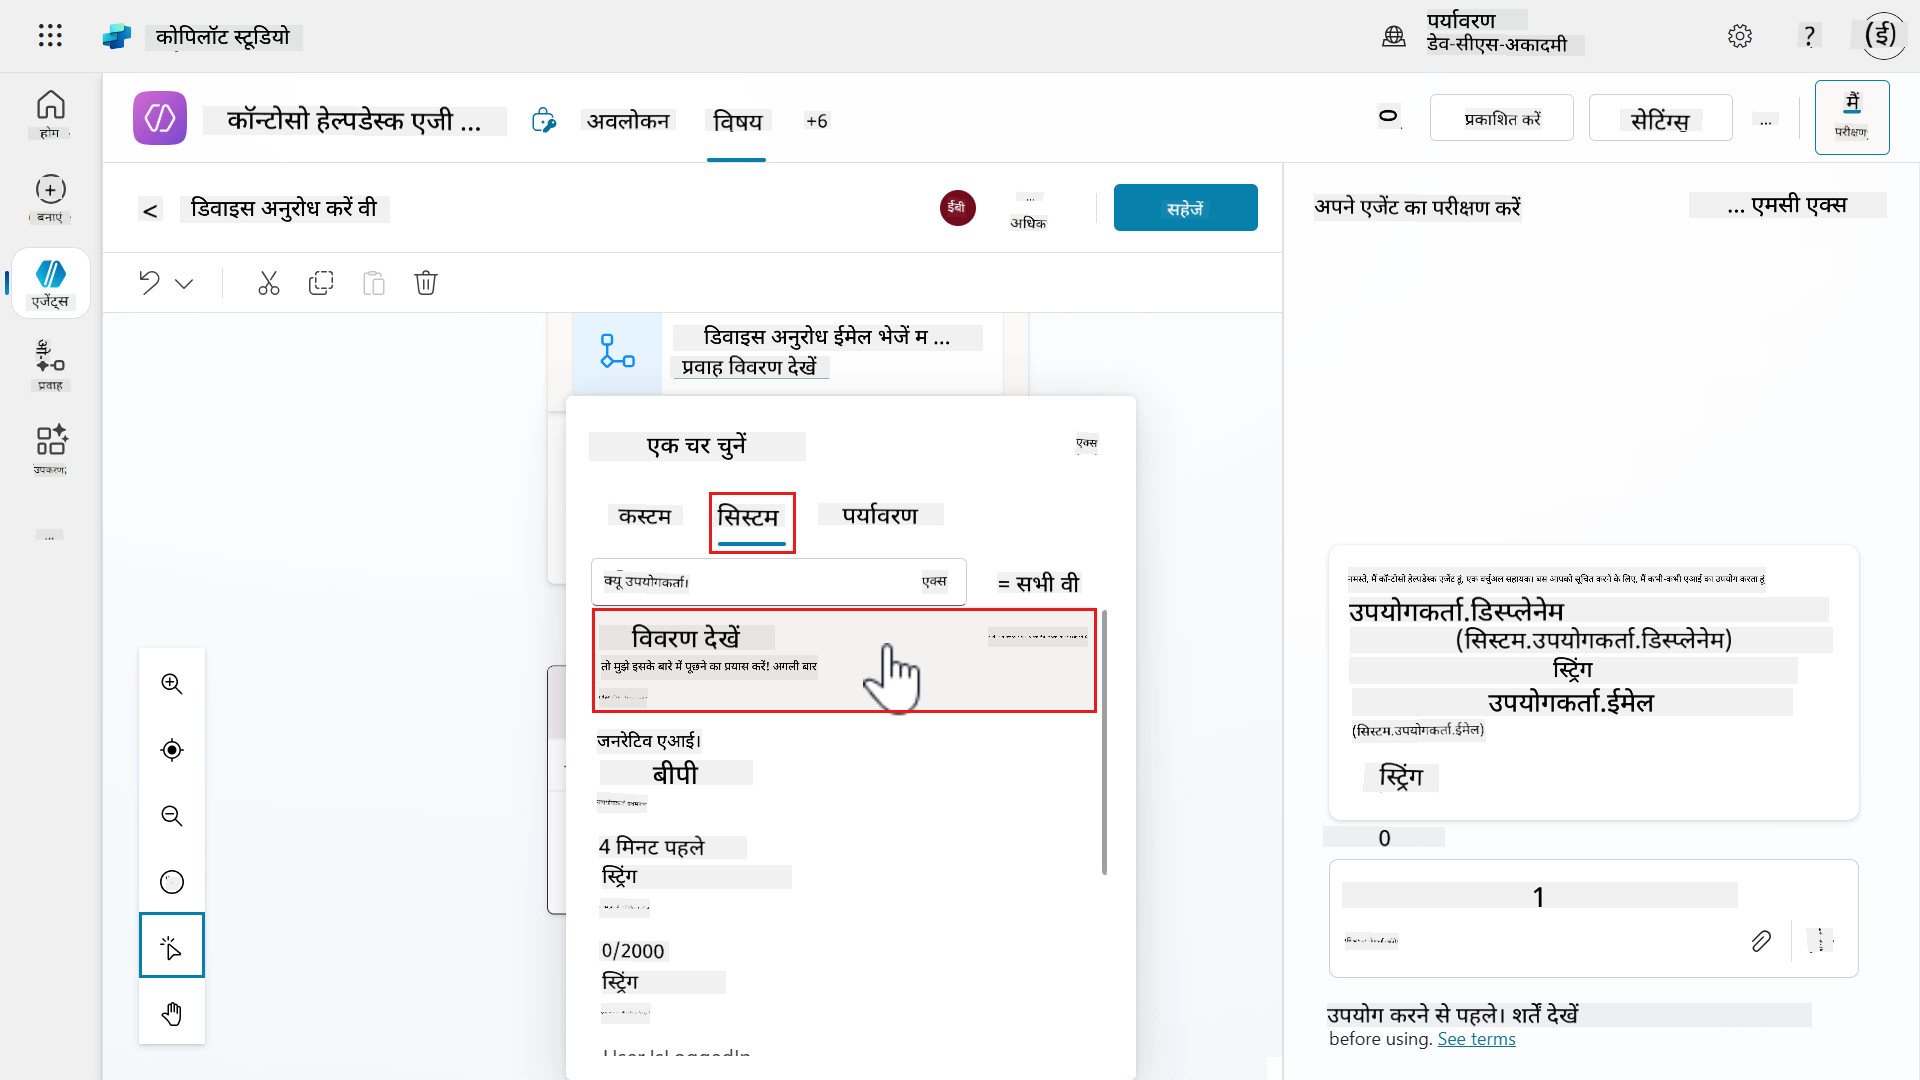 कोपिलॉट स्टूडियो
पर्यावरण
डेव-सीएस-अकादमी
?
(ई)
होम
बनाएं
एजेंट्स
प्रवाह
उपकरण
...
कॉन्टोसो हेल्पडेस्क एजी ...
अवलोकन
विषय
+6
प्रकाशित करें
सेटिंग्स
...
मैं
परीक्षण
<
डिवाइस अनुरोध करें वी
ईबी
...
अधिक
सहेजें
डिवाइस अनुरोध ईमेल भेजें म ...
प्रवाह विवरण देखें
एक चर चुनें
एक्स
कस्टम
सिस्टम
पर्यावरण
क्यू उपयोगकर्ता।
एक्स
= सभी वी
विवरण देखें
तो मुझे इसके बारे में पूछने का प्रयास करें! अगली बार
जनरेटिव एआई।
बीपी
4 मिनट पहले
स्ट्रिंग
0/2000
स्ट्रिंग
User.IsLoggedIn
अपने एजेंट का परीक्षण करें
... एमसी एक्स
नमस्ते, मैं कॉन्टोसो हेल्पडेस्क एजेंट हूं, एक वर्चुअल सहायक। बस आपको सूचित करने के लिए, मैं कभी-कभी एआई का उपयोग करता हूं
उपयोगकर्ता.डिस्प्लेनेम
(सिस्टम.उपयोगकर्ता.डिस्प्लेनेम)
स्ट्रिंग
उपयोगकर्ता.ईमेल
(सिस्टम.उपयोगकर्ता.ईमेल)
स्ट्रिंग
0
1
उपयोग करने से पहले। शर्तें देखें
before using. See terms